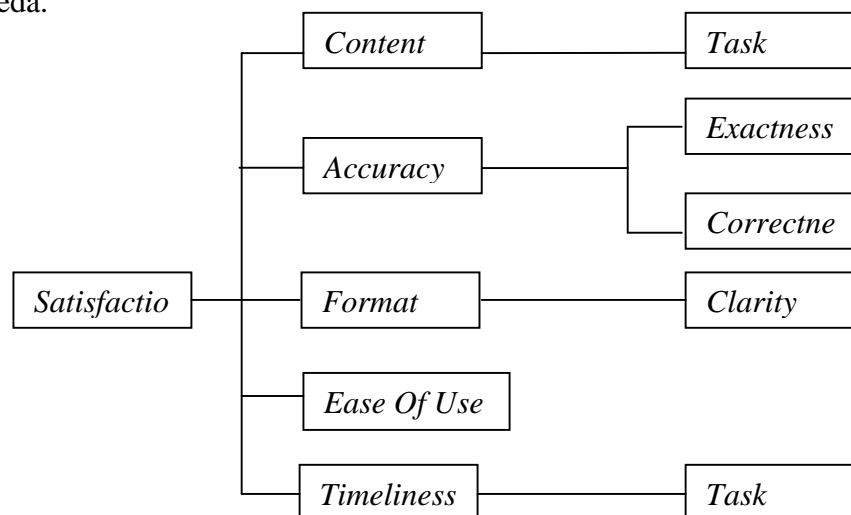 eda.
Content
Task
Exactness
Accuracy
Correctne
Satisfactio
Format
Clarity
Ease Of Use
Timeliness
Task